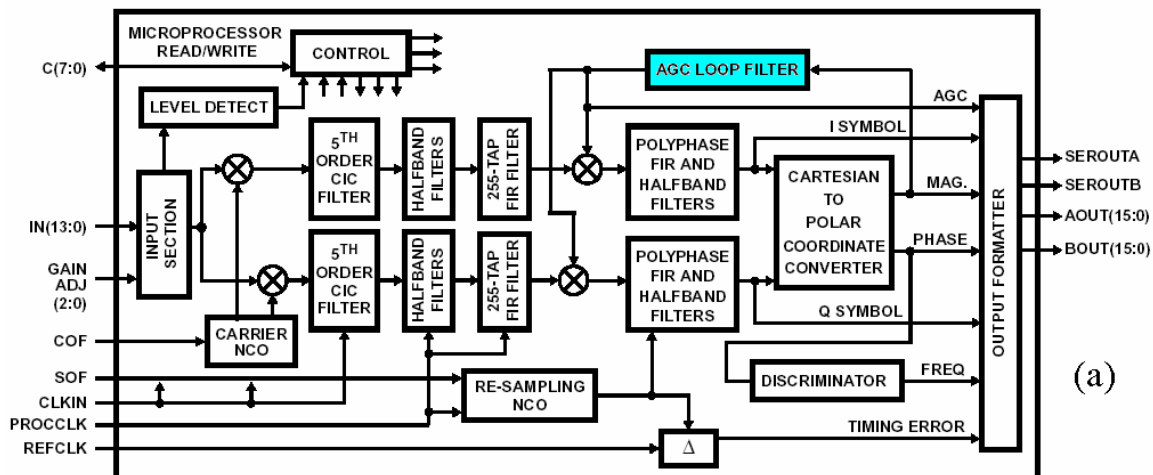 MICROPROCESSOR
READ/WRITE
C(7:0)
CONTROL
AGC LOOP FILTER
LEVEL DETECT
AGC
I SYMBOL
5TH
ORDER
CIC
FILTER
HALFBAND
FILTERS
255-TAP
FIR FILTER
POLYPHASE
FIR AND
HALFBAND
FILTERS
CARTESIAN
TO
POLAR
COORDINATE
CONVERTER
MAG.
PHASE
SEROUTA
SEROUTB
AOUT(15:0)
BOUT(15:0)
IN(13:0)
INPUT
SECTION
GAIN
ADJ
(2:0)
5TH
ORDER
CIC
FILTER
HALFBAND
FILTERS
255-TAP
FIR FILTER
POLYPHASE
FIR AND
HALFBAND
FILTERS
Q SYMBOL
OUTPUT FORMATTER
COF
CARRIER
NCO
SOF
CLKIN
PROCCLK
REFCLK
RE-SAMPLING
NCO
DISCRIMINATOR
FREQ
TIMING ERROR
Δ
(a)